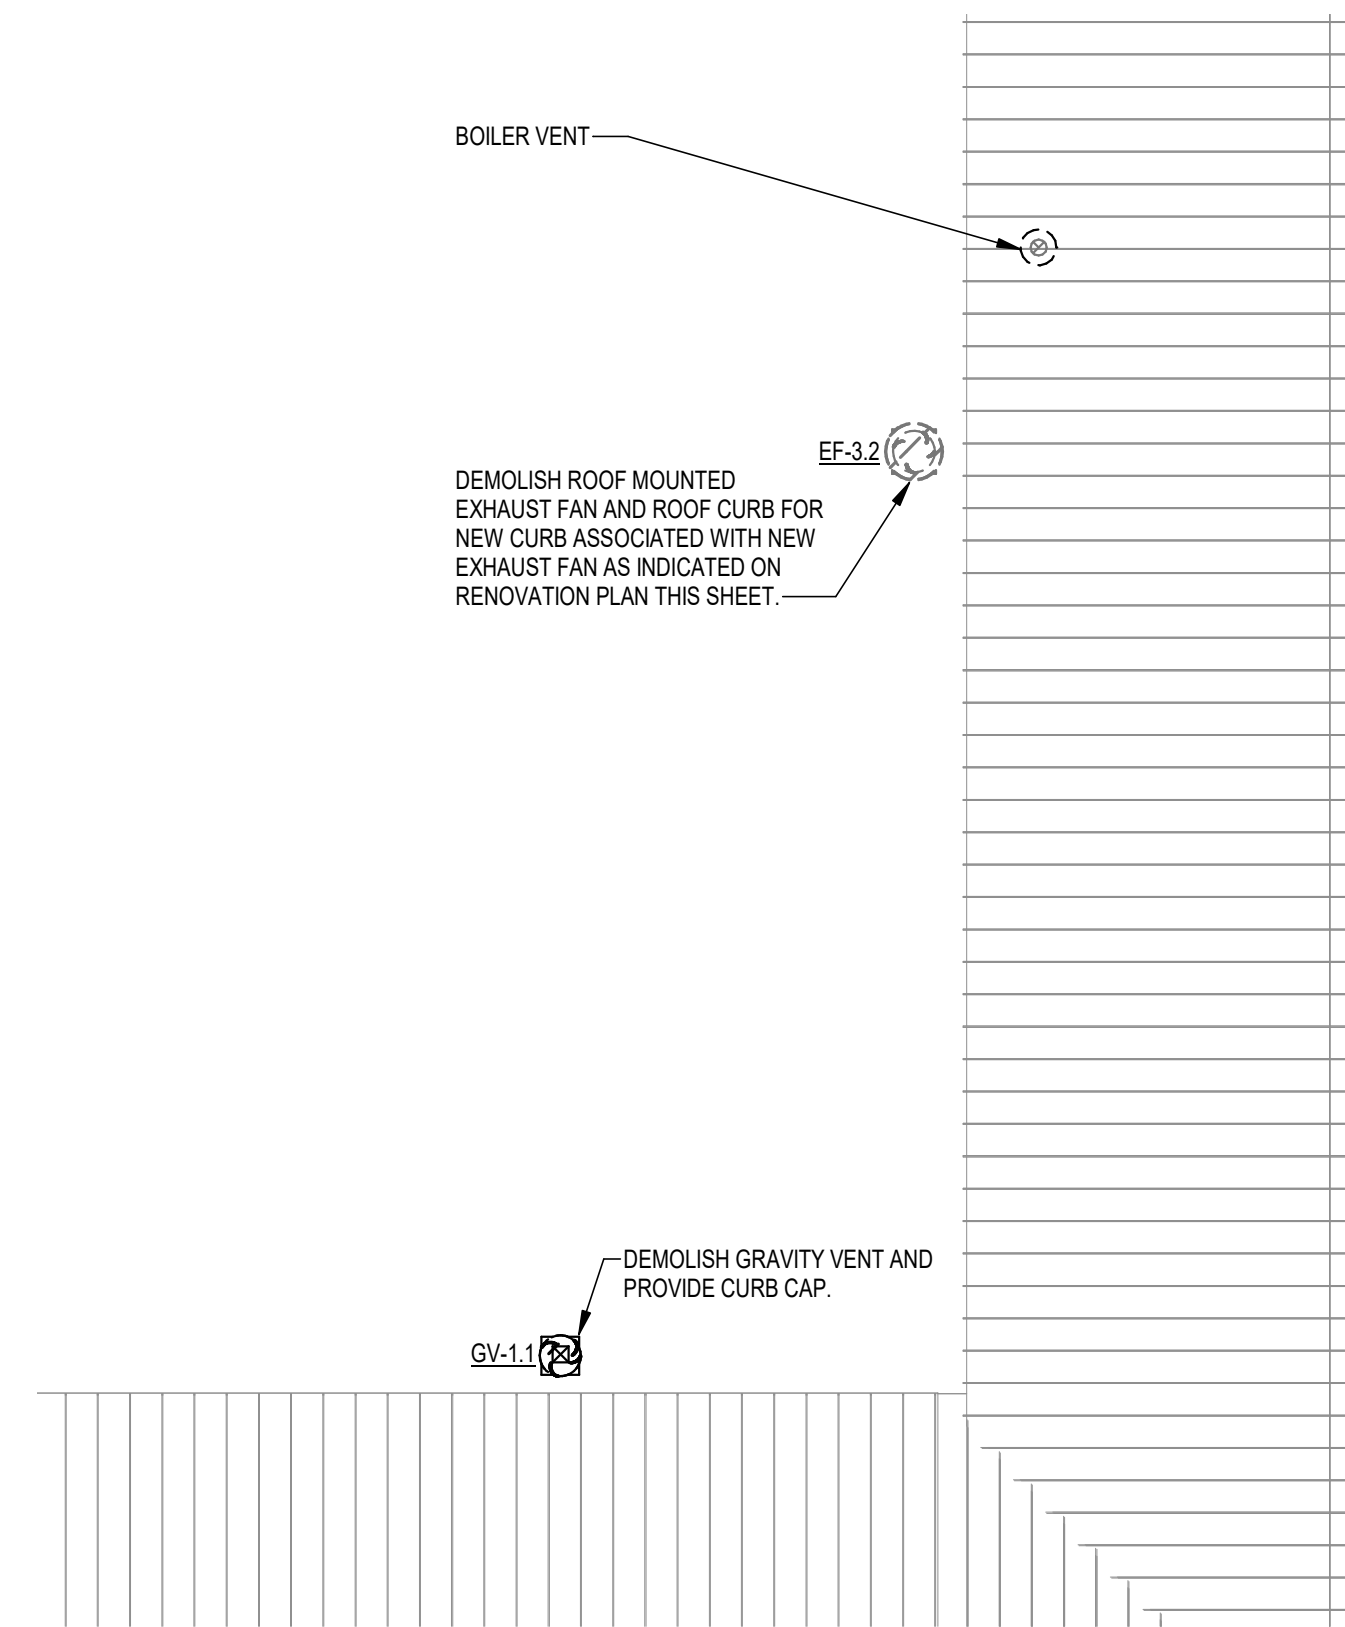 BOILER VENT
EF-3.2
DEMOLISH ROOF MOUNTED
EXHAUST FAN AND ROOF CURB FOR
NEW CURB ASSOCIATED WITH NEW
EXHAUST FAN AS INDICATED ON
RENOVATION PLAN THIS SHEET.
DEMOLISH GRAVITY VENT AND
PROVIDE CURB CAP.
GV-1.1